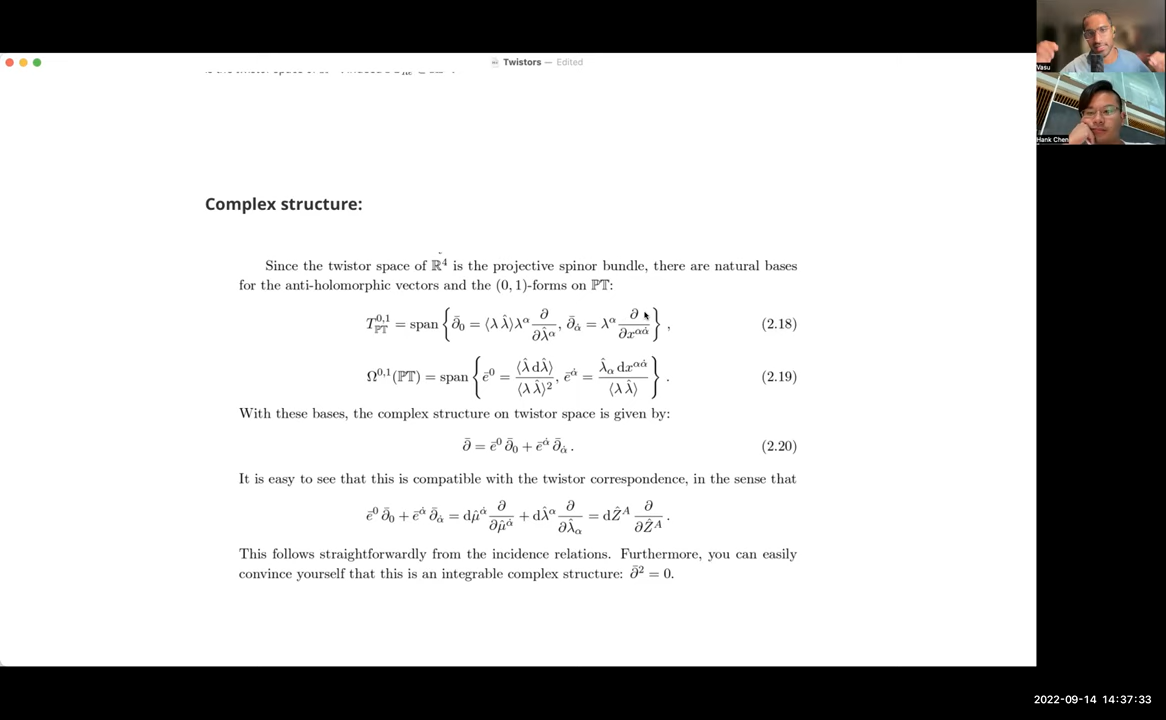 Twistors — Edited
Vasu
Hank Chen
Complex structure:
Since the twistor space of ℝ⁴ is the projective spinor bundle, there are natural bases
for the anti-holomorphic vectors and the (0, 1)-forms on ℙ𝕋:
T^{0,1}_{ℙ𝕋} = span { ∂̄₀ = ⟨λ λ̂⟩λ^α ∂/∂λ̂^α , ∂̄_α̇ = λ^α ∂/∂x^{αα̇} } , (2.18)
Ω^{0,1}(ℙ𝕋) = span { ē⁰ = ⟨λ̂ dλ̂⟩/⟨λ λ̂⟩² , ē^α̇ = λ̂_α dx^{αα̇}/⟨λ λ̂⟩ } . (2.19)
With these bases, the complex structure on twistor space is given by:
∂̄ = ē⁰ ∂̄₀ + ē^α̇ ∂̄_α̇ . (2.20)
It is easy to see that this is compatible with the twistor correspondence, in the sense that
ē⁰ ∂̄₀ + ē^α̇ ∂̄_α̇ = dμ̂^α̇ ∂/∂μ̂^α̇ + dλ̂^α ∂/∂λ̂_α = dẐ^A ∂/∂Ẑ^A .
This follows straightforwardly from the incidence relations. Furthermore, you can easily
convince yourself that this is an integrable complex structure: ∂̄² = 0.
2022-09-14 14:37:33